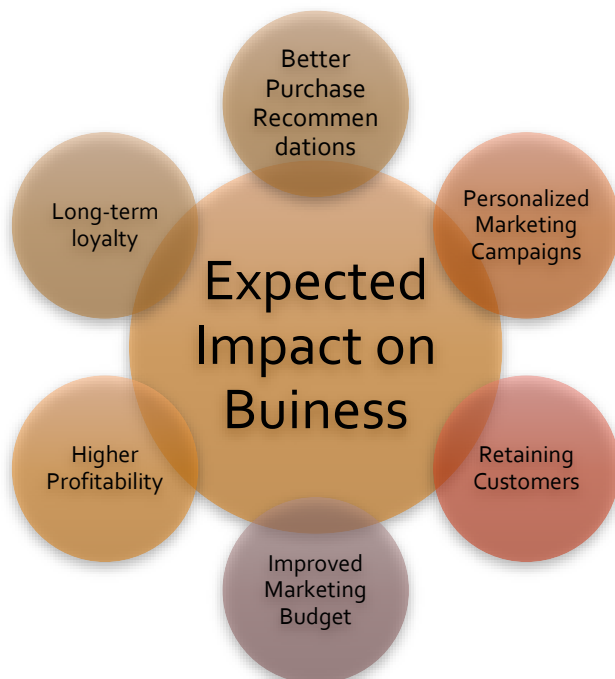 Better
Purchase
Recommen
dations
Personalized
Marketing
Campaigns
Retaining
Customers
Improved
Marketing
Budget
Higher
Profitability
Long-term
loyalty
Expected
Impact on
Buiness